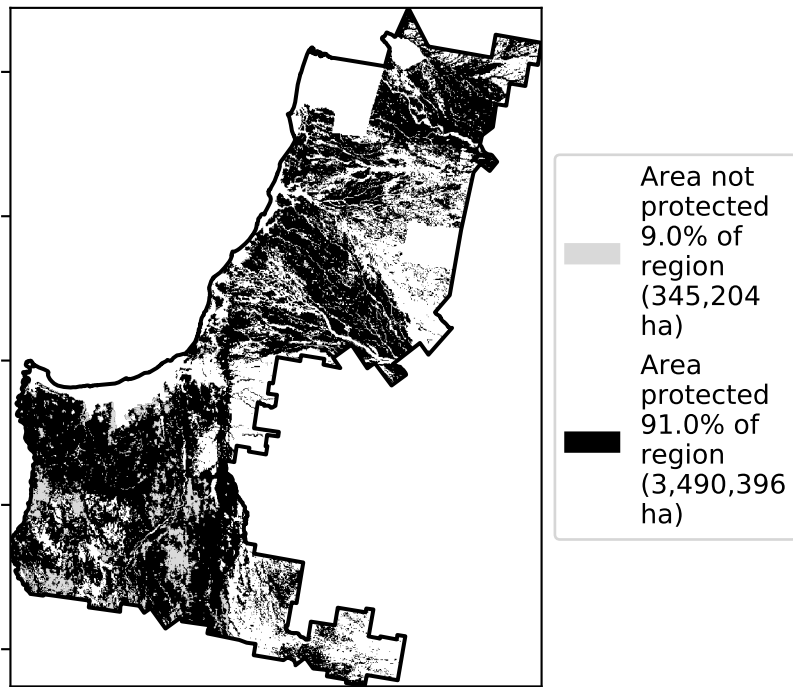 Area not
protected
9.0% of
region
(345,204
ha)
Area
protected
91.0% of
region
(3,490,396
ha)